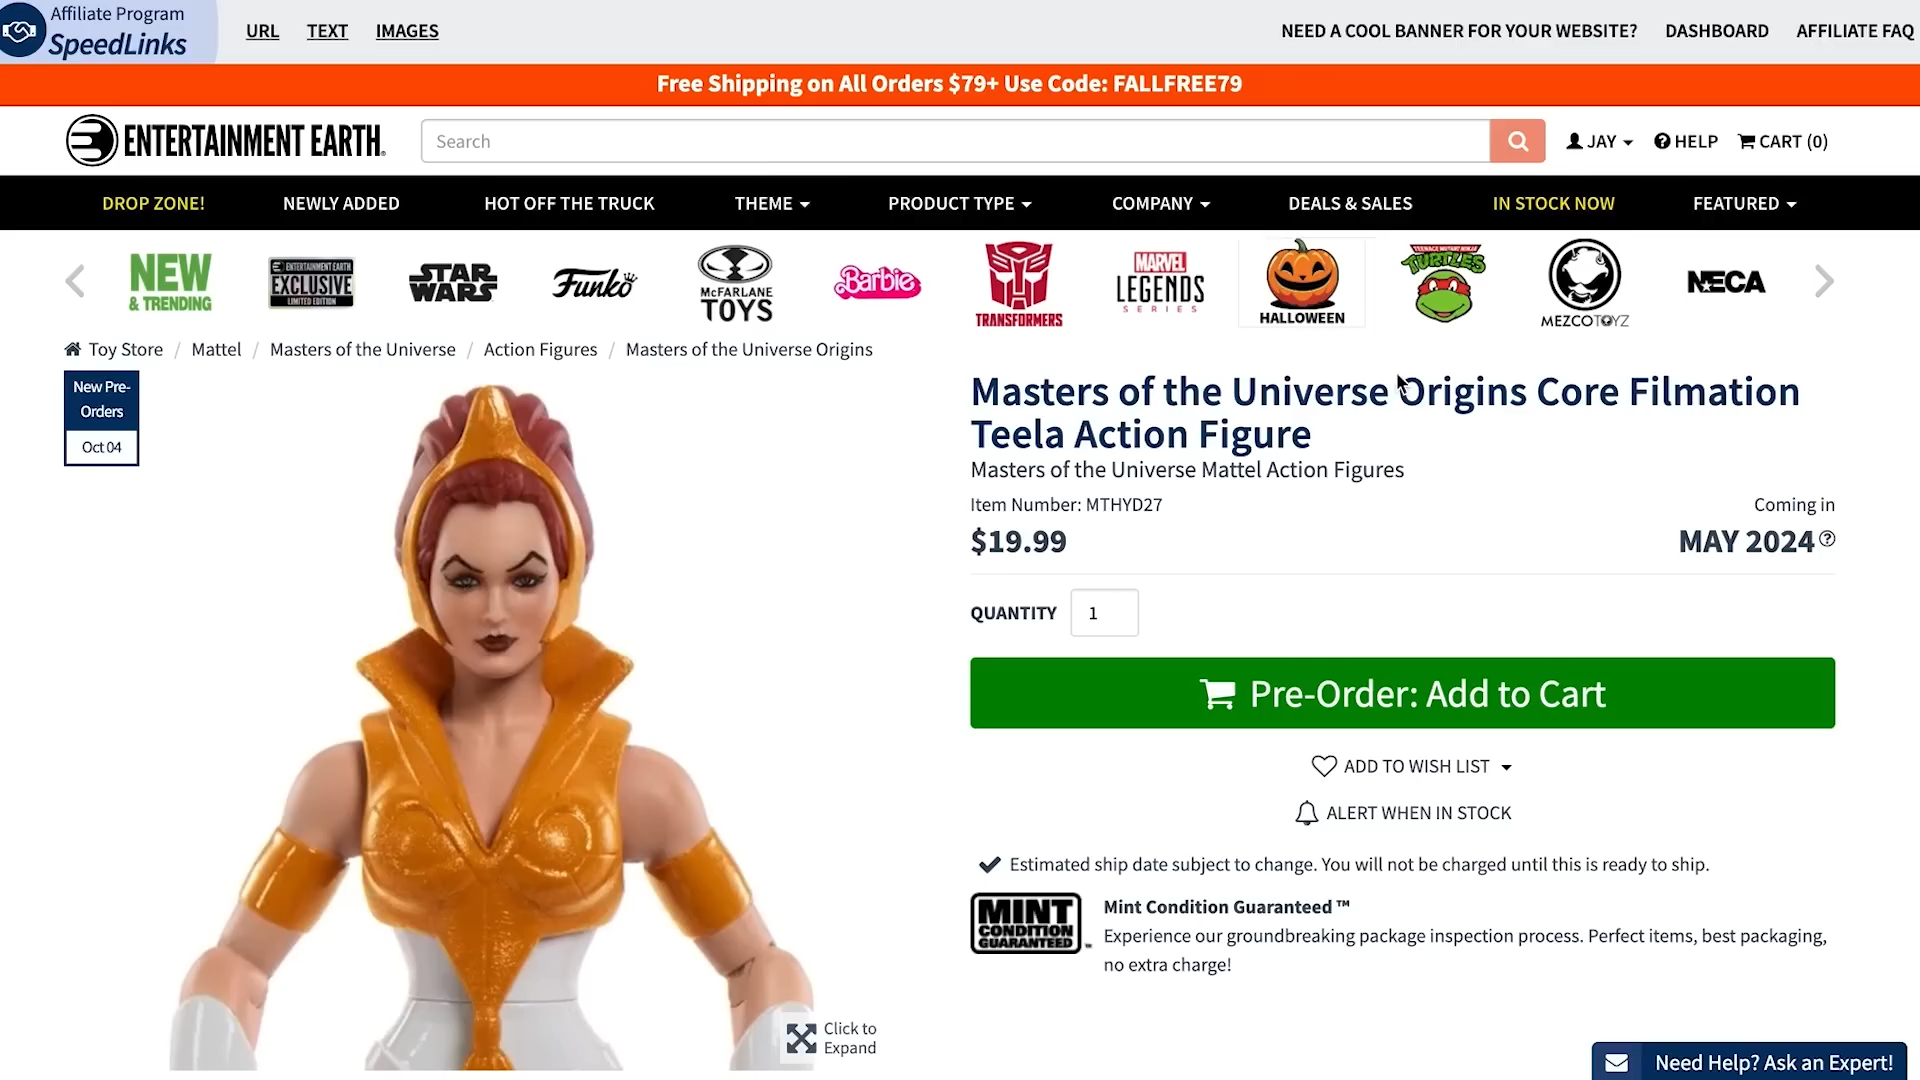 Affiliate Program
SpeedLinks
URL TEXT IMAGES
NEED A COOL BANNER FOR YOUR WEBSITE? DASHBOARD AFFILIATE FAQ
Free Shipping on All Orders $79+ Use Code: FALLFREE79
ENTERTAINMENT EARTH
Search
JAY
HELP
CART (0)
DROP ZONE! NEWLY ADDED HOT OFF THE TRUCK THEME PRODUCT TYPE COMPANY DEALS & SALES IN STOCK NOW FEATURED
NEW
& TRENDING
ENTERTAINMENT EARTH
EXCLUSIVE
LIMITED EDITION
STAR
WARS
Funko
McFARLANE
TOYS
Barbie
TRANSFORMERS
MARVEL
LEGENDS
SERIES
HALLOWEEN
TEENAGE MUTANT NINJA
TURTLES
MEZCOTOYZ
NECA
Toy Store / Mattel / Masters of the Universe / Action Figures / Masters of the Universe Origins
New Pre-
Orders
Oct 04
Masters of the Universe Origins Core Filmation
Teela Action Figure
Masters of the Universe Mattel Action Figures
Item Number: MTHYD27
Coming in
$19.99
MAY 2024
QUANTITY 1
Pre-Order: Add to Cart
ADD TO WISH LIST
ALERT WHEN IN STOCK
Estimated ship date subject to change. You will not be charged until this is ready to ship.
MINT
CONDITION
GUARANTEED
Mint Condition Guaranteed ™
Experience our groundbreaking package inspection process. Perfect items, best packaging,
no extra charge!
Click to
Expand
Need Help? Ask an Expert!